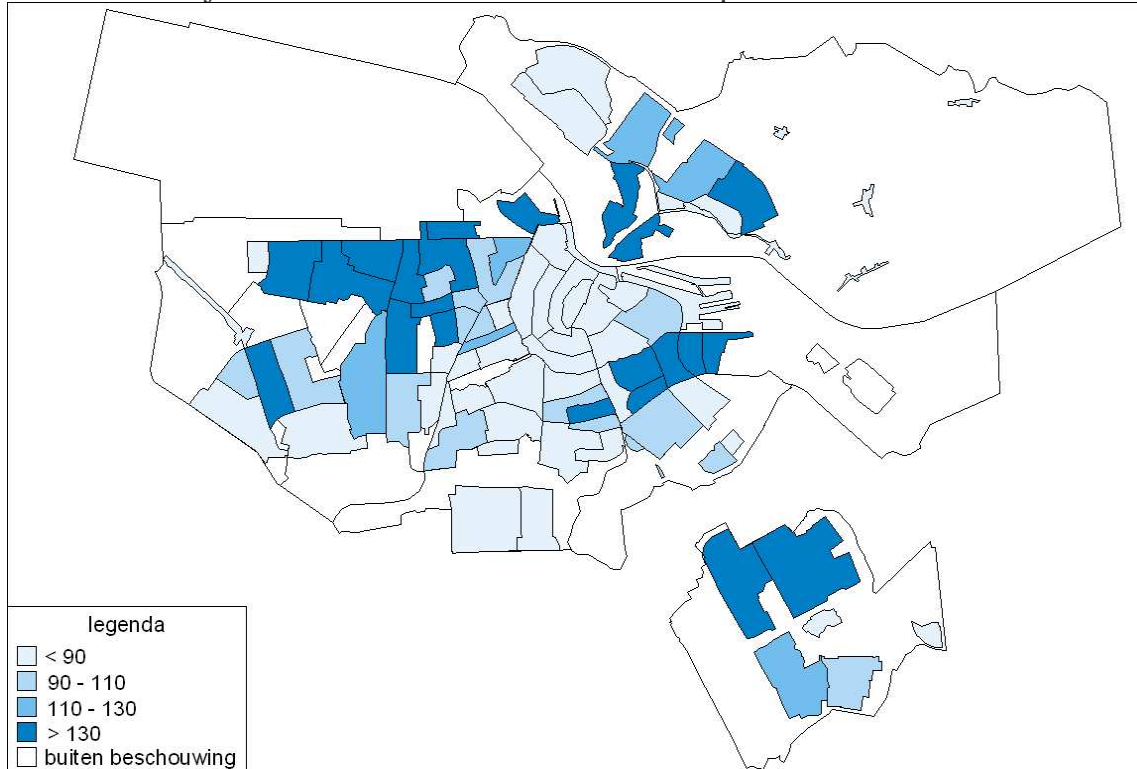 legenda
< 90
90 - 110
110 - 130
> 130
buiten beschouwing